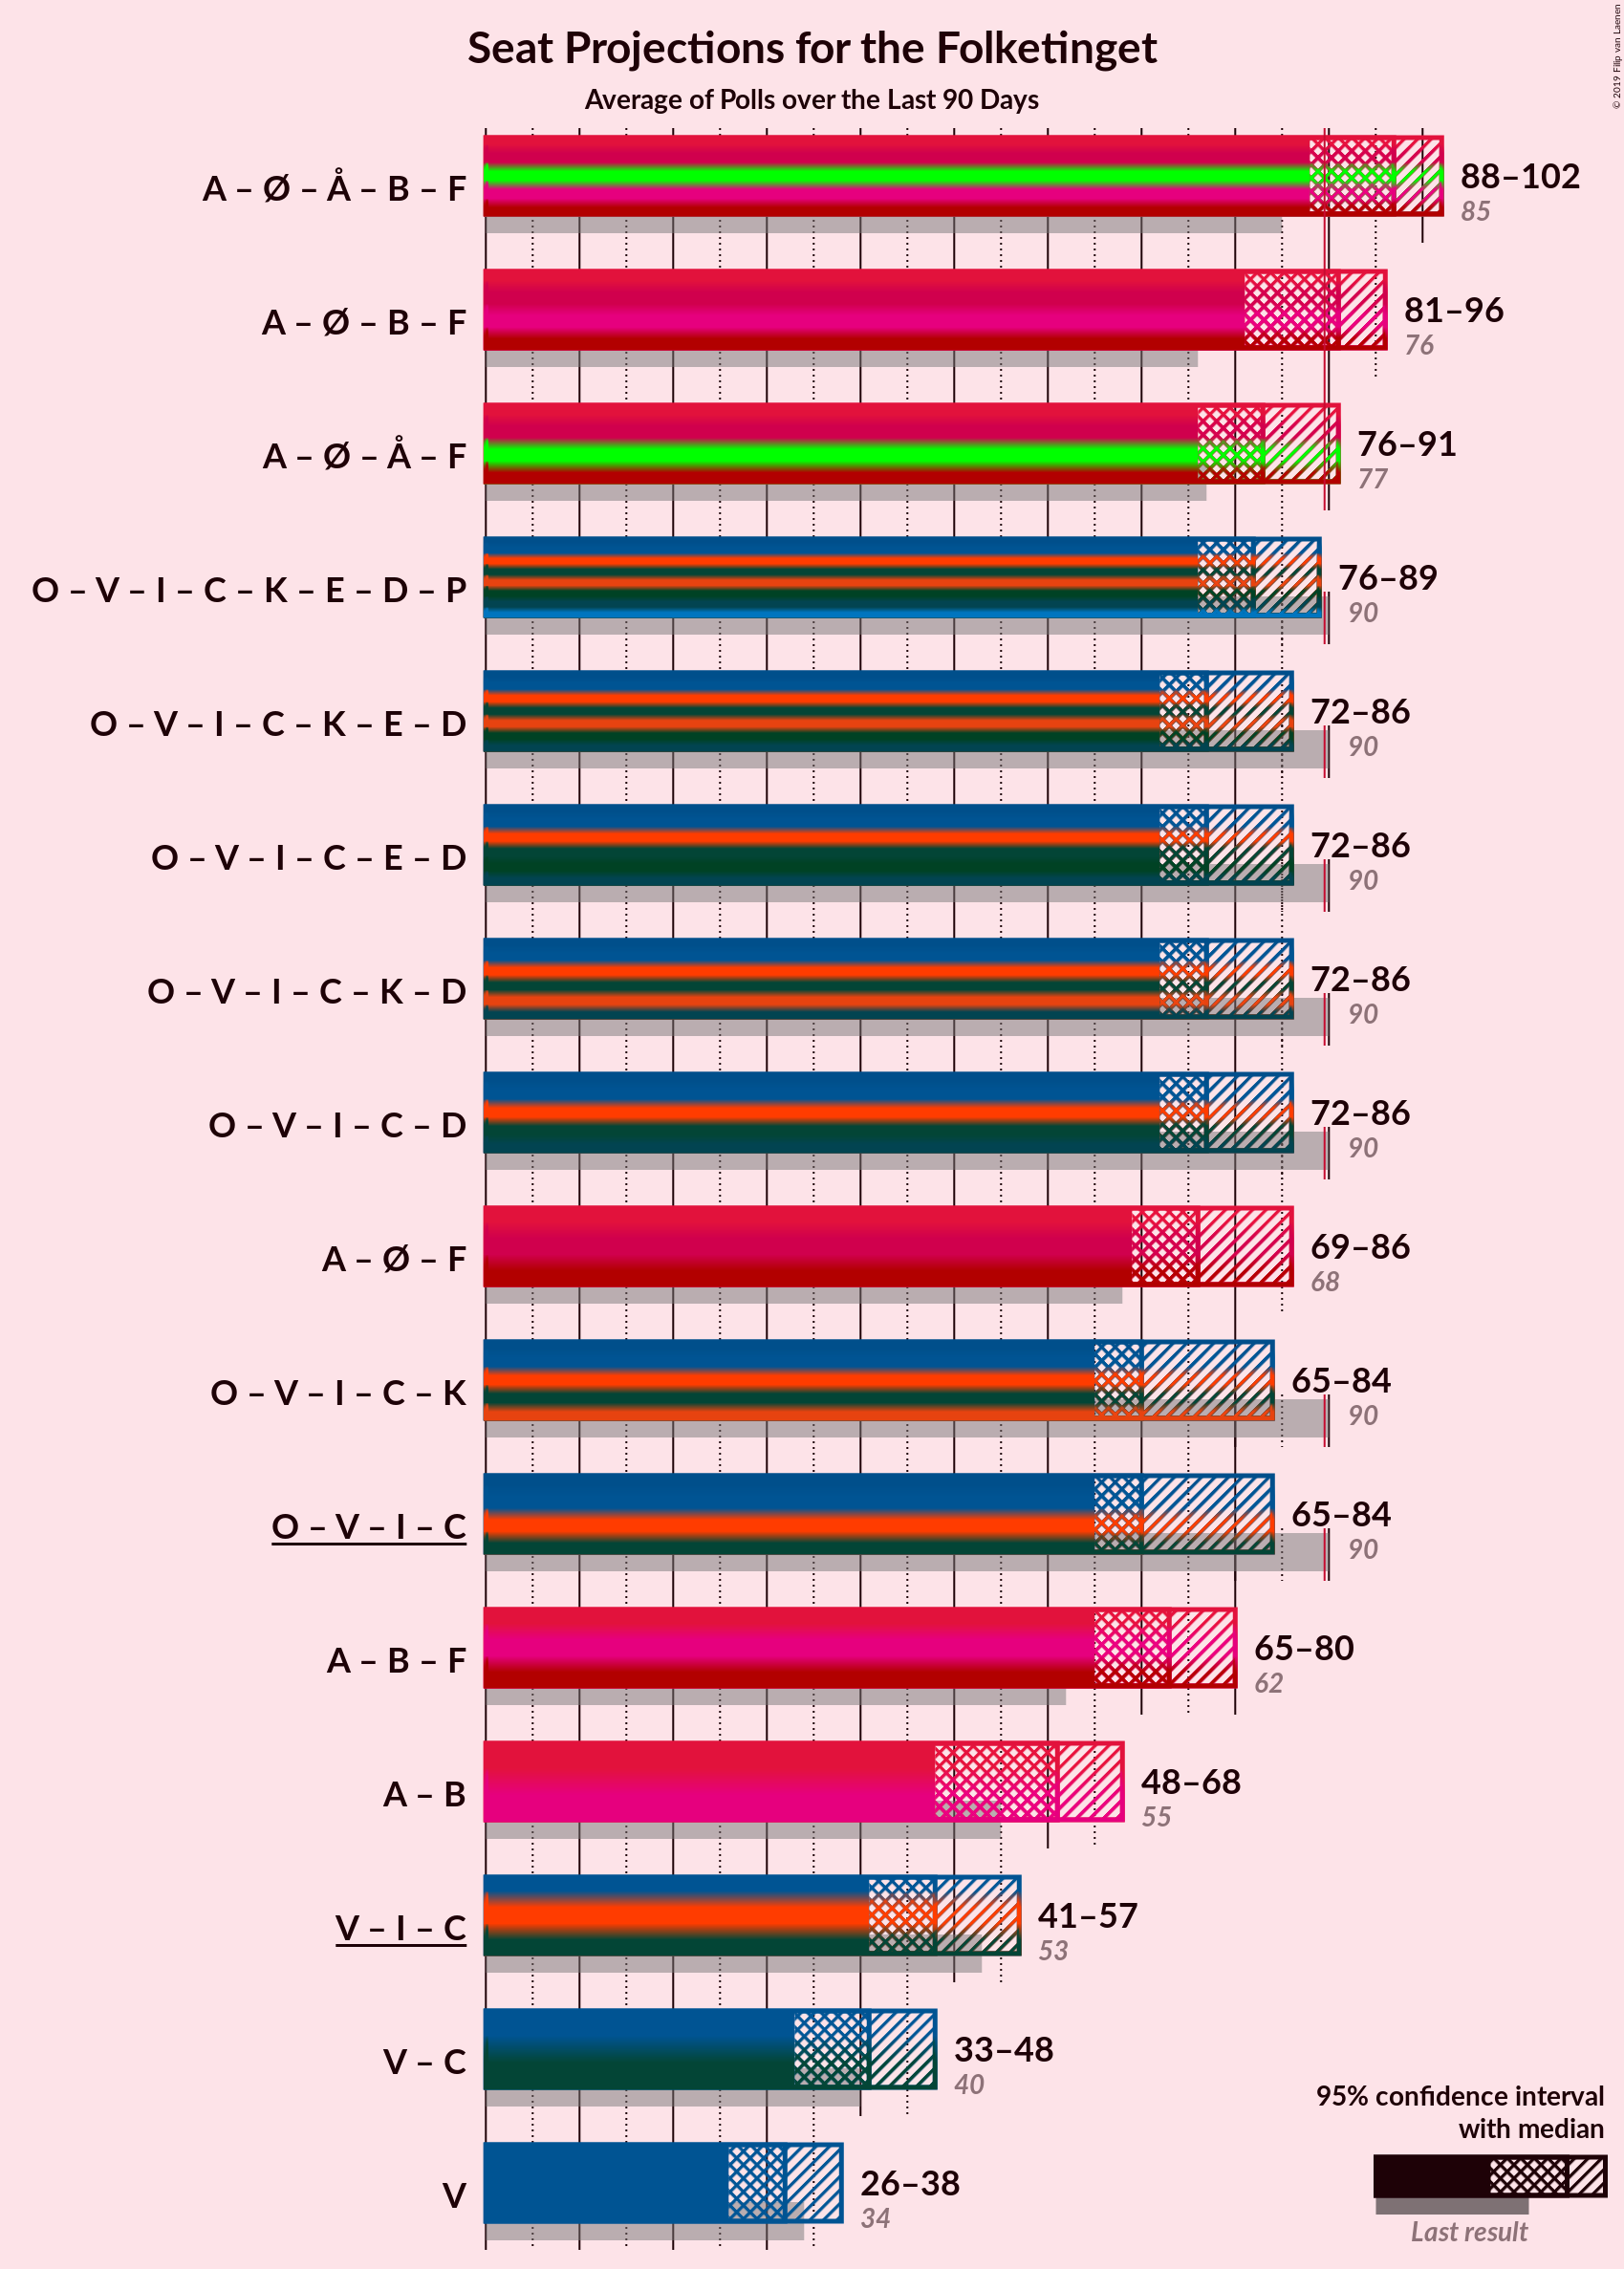 © 2019 Filip van Laenen
Seat Projections for the Folketinget
Average of Polls over the Last 90 Days
A – Ø – Å – B – F
88–102
85
A – Ø – B – F
81–96
76
A – Ø – Å – F
76–91
77
O – V – I – C – K – E – D – P
76–89
90
O – V – I – C – K – E – D
72–86
90
O – V – I – C – E – D
72–86
90
O – V – I – C – K – D
72–86
90
O – V – I – C – D
72–86
90
A – Ø – F
69–86
68
O – V – I – C – K
65–84
90
O – V – I – C
65–84
90
A – B – F
65–80
62
A – B
48–68
55
V – I – C
41–57
53
V – C
33–48
40
V
26–38
34
95% confidence interval
with median
Last result